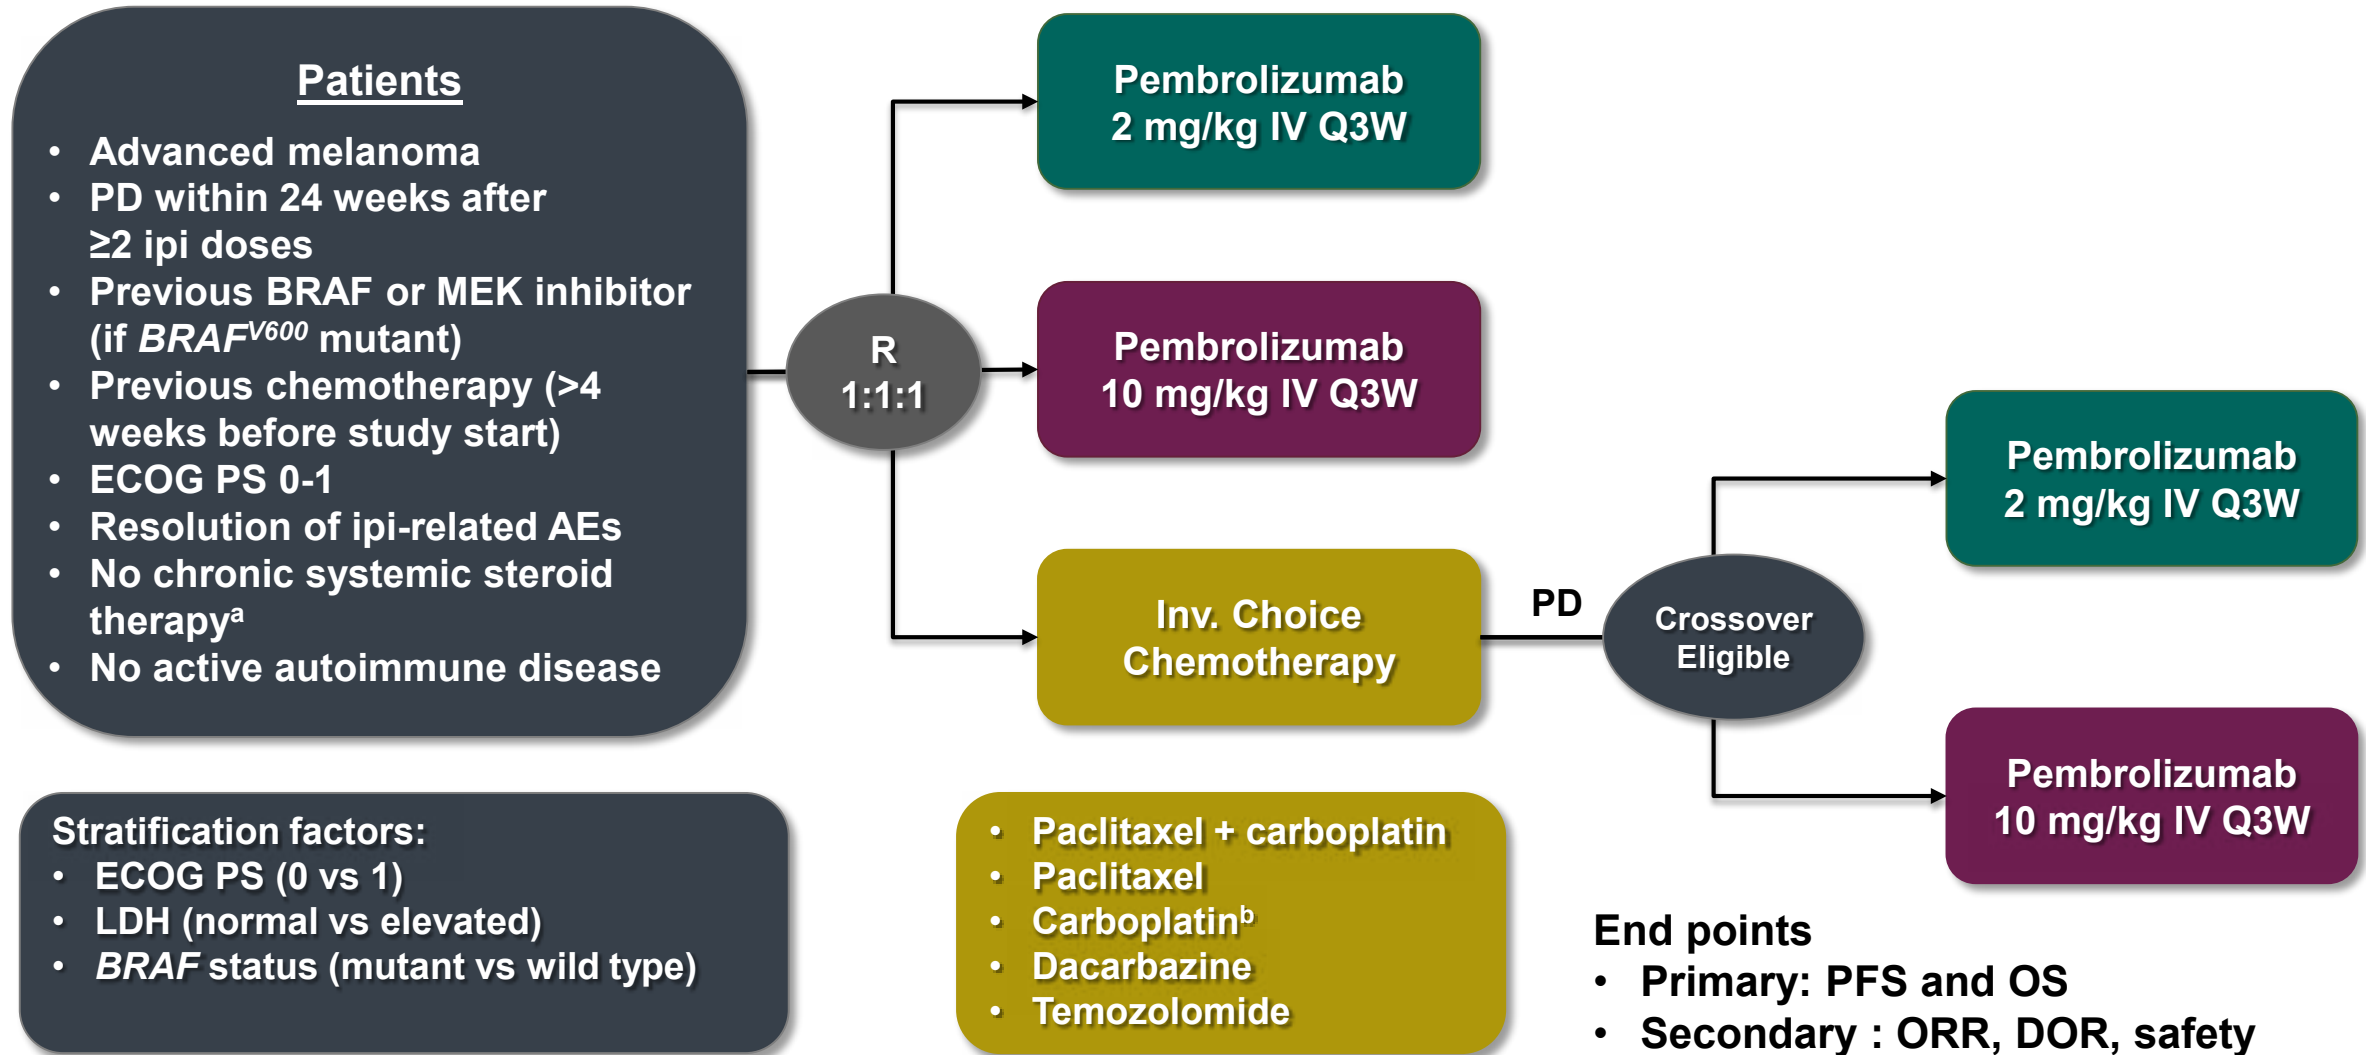 Patients
• Advanced melanoma
• PD within 24 weeks after
≥2 ipi doses
• Previous BRAF or MEK inhibitor
(if BRAFV600 mutant)
• Previous chemotherapy (>4
weeks before study start)
• ECOG PS 0-1
• Resolution of ipi-related AEs
• No chronic systemic steroid
therapyᵃ
• No active autoimmune disease
Stratification factors:
• ECOG PS (0 vs 1)
• LDH (normal vs elevated)
• BRAF status (mutant vs wild type)
R
1:1:1
Pembrolizumab
2 mg/kg IV Q3W
Pembrolizumab
10 mg/kg IV Q3W
Inv. Choice
Chemotherapy
• Paclitaxel + carboplatin
• Paclitaxel
• Carboplatinᵇ
• Dacarbazine
• Temozolomide
PD
Crossover
Eligible
Pembrolizumab
2 mg/kg IV Q3W
Pembrolizumab
10 mg/kg IV Q3W
End points
• Primary: PFS and OS
• Secondary : ORR, DOR, safety